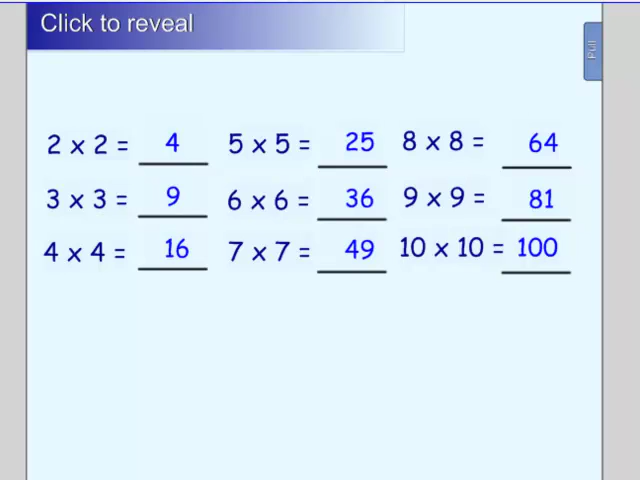 Click to reveal
Pull
2 x 2 = 4 5 x 5 = 25 8 x 8 = 64
3 x 3 = 9 6 x 6 = 36 9 x 9 = 81
4 x 4 = 16 7 x 7 = 49 10 x 10 = 100